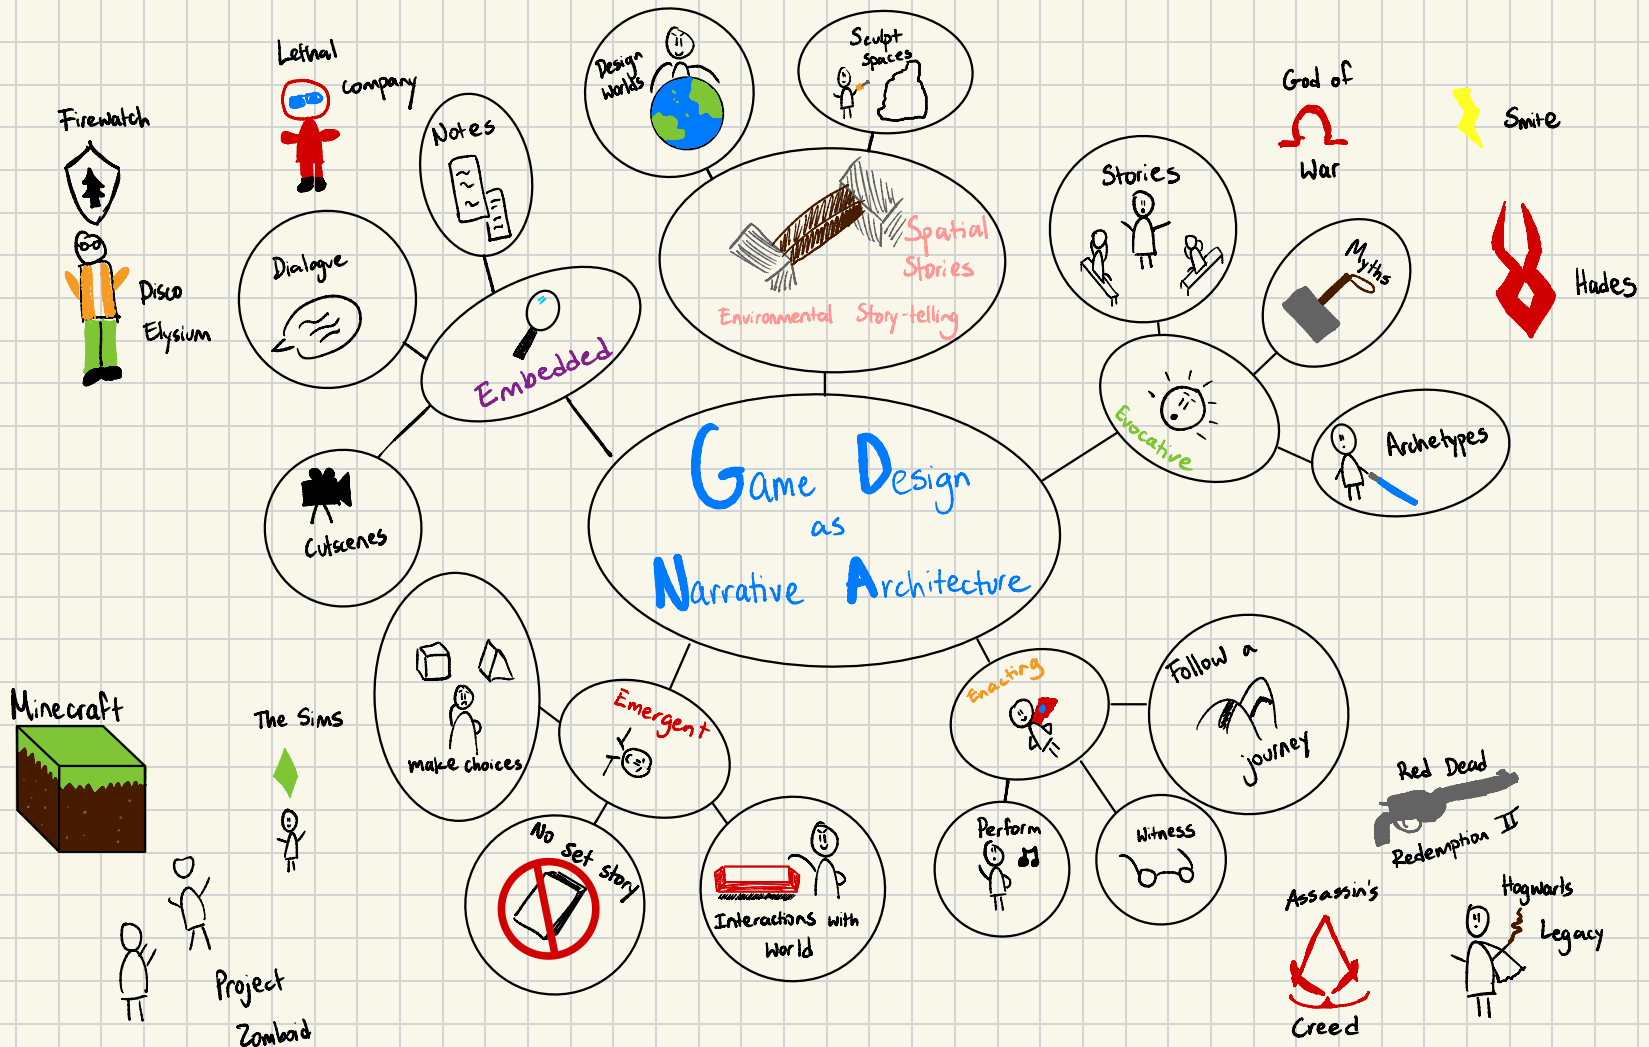 Lethal
Company
Firewatch
Disco
Elysium
Notes
Dialogue
Embedded
Cutscenes
Design
Worlds
Sculpt
Spaces
Spatial
Stories
Environmental Story-telling
God of
War
Smite
Hades
Stories
Myths
Archetypes
Evocative
Game Design
as
Narrative Architecture
Minecraft
The Sims
Project
Zomboid
make choices
Emergent
No set story
Interactions with
World
Enacting
Follow a
journey
Perform
Witness
Red Dead
Redemption II
Assassin's
Creed
Hogwarts
Legacy